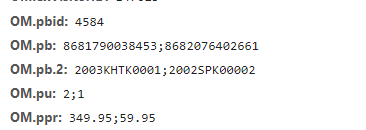 OM.pbid: 4584
OM.pb: 8681790038453;8682076402661
OM.pb.2: 2003KHTK0001;2002SPK00002
OM.pu: 2;1
OM.ppr: 349.95;59.95